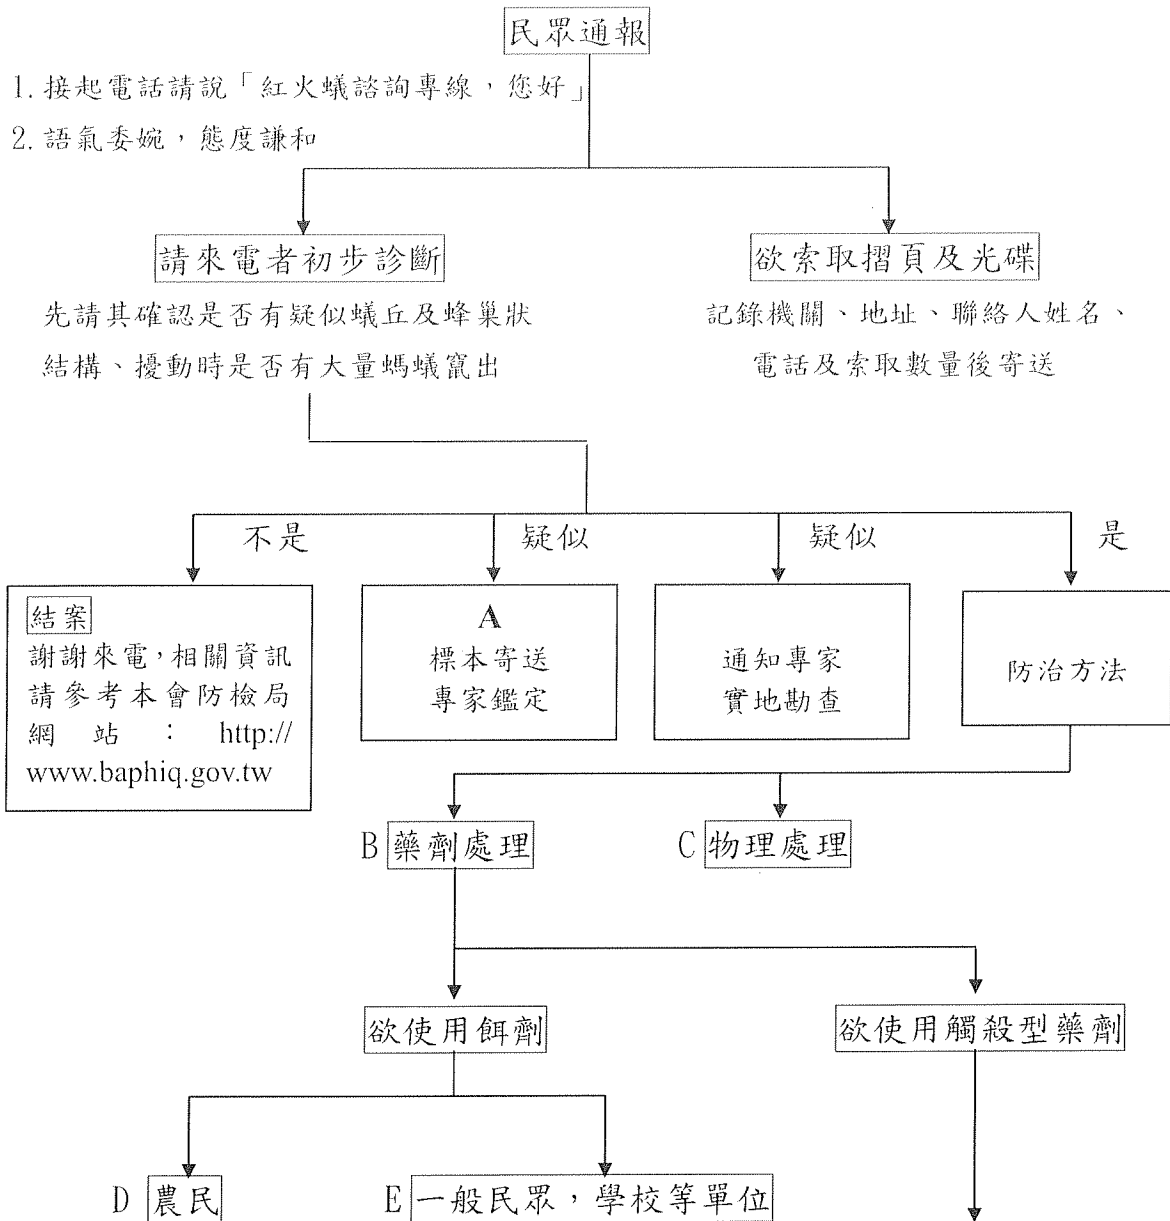 民眾通報
1. 接起電話請說「紅火蟻諮詢專線，您好」
2. 語氣委婉，態度謙和
請來電者初步診斷
先請其確認是否有疑似蟻丘及蜂巢狀
結構、擾動時是否有大量螞蟻竄出
欲索取摺頁及光碟
記錄機關、地址、聯絡人姓名、
電話及索取數量後寄送
不是
疑似
疑似
是
結案
謝謝來電，相關資訊
請參考本會防檢局
網站：http://
www.baphiq.gov.tw
A
標本寄送
專家鑑定
通知專家
實地勘查
防治方法
B 藥劑處理
C 物理處理
欲使用餌劑
欲使用觸殺型藥劑
D 農民
E 一般民眾，學校等單位